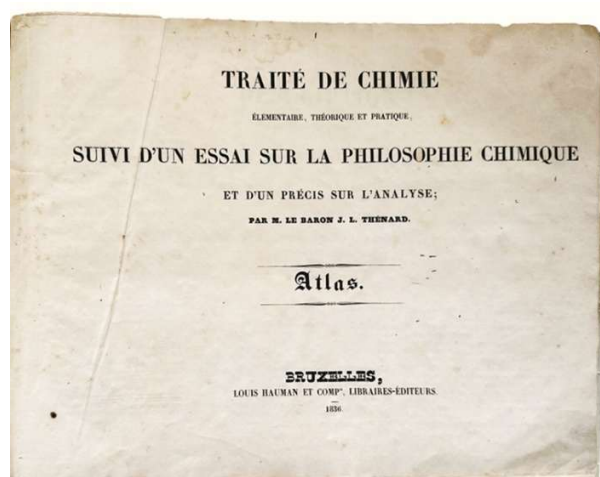 TRAITÉ DE CHIMIE
ÉLEMENTAIRE, THÉORIQUE ET PRATIQUE,
SUIVI D'UN ESSAI SUR LA PHILOSOPHIE CHIMIQUE
ET D'UN PRÉCIS SUR L'ANALYSE;
PAR M. LE BARON J. L. THÉNARD.
Atlas.
BRUXELLES,
LOUIS HAUMAN ET COMPe, LIBRAIRES-ÉDITEURS.
1836